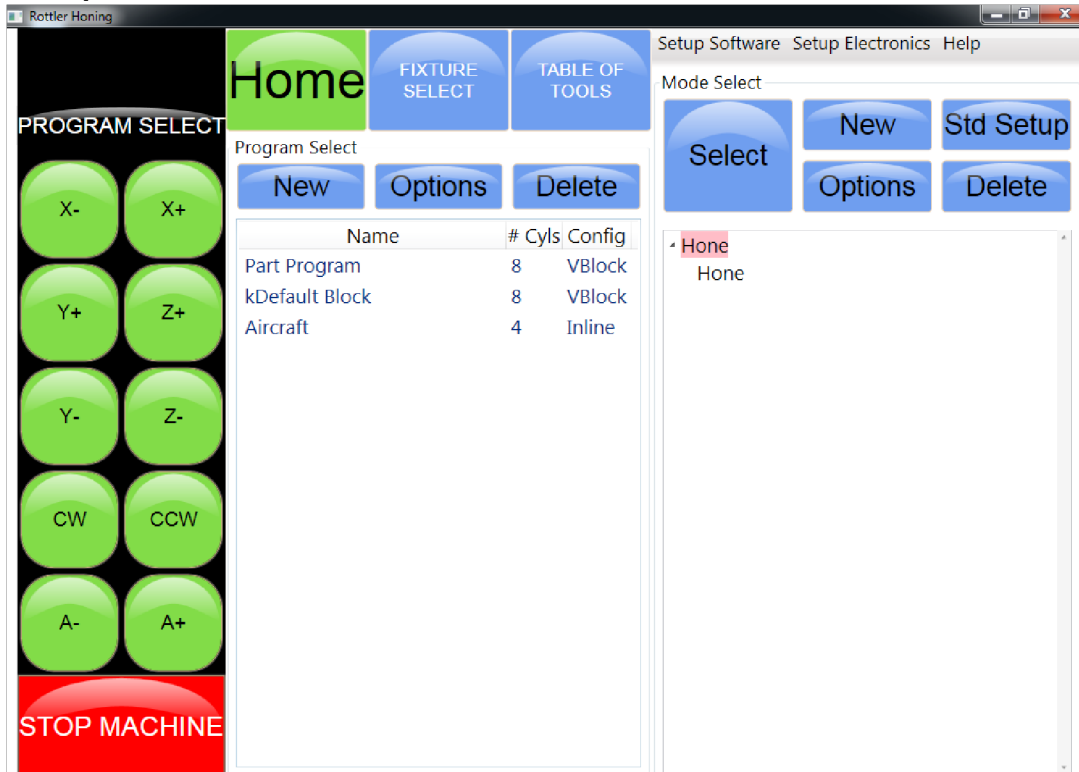 Rottler Honing
PROGRAM SELECT
X- X+
Y+ Z+
Y- Z-
CW CCW
A- A+
STOP MACHINE
Home
FIXTURE
SELECT
TABLE OF
TOOLS
Program Select
New Options Delete
Name # Cyls Config
Part Program 8 VBlock
kDefault Block 8 VBlock
Aircraft 4 Inline
Setup Software Setup Electronics Help
Mode Select
Select
New Std Setup
Options Delete
Hone
Hone